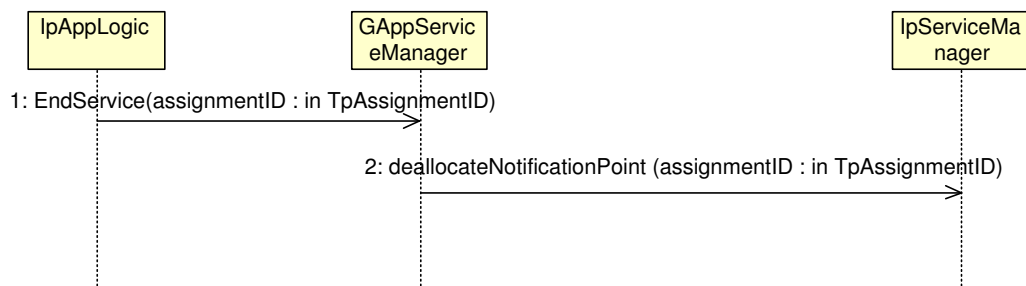 IpAppLogic
GAppServic
eManager
IpServiceMa
nager
1: EndService(assignmentID : in TpAssignmentID)
2: deallocateNotificationPoint (assignmentID : in TpAssignmentID)